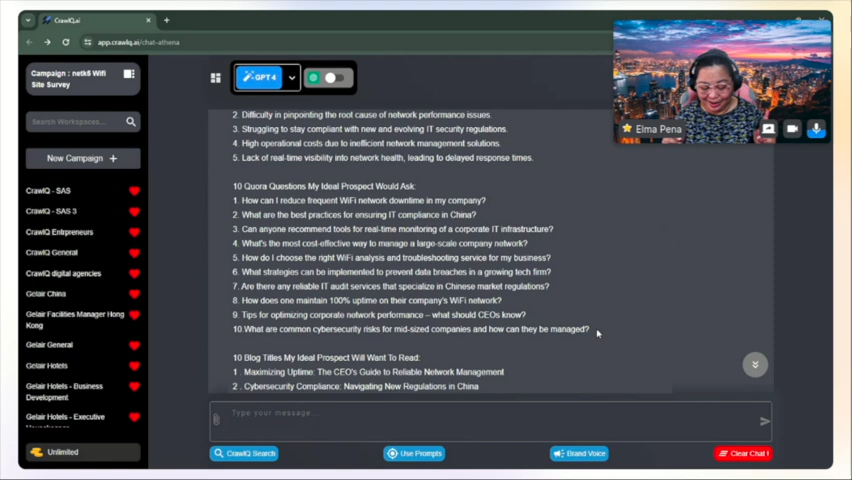 CrawlQ.ai
app.crawlq.ai/chat-athena
Campaign : netk5 Wifi
Site Survey
Search Workspaces...
New Campaign +
CrawlQ - SAS
CrawlQ - SAS 3
CrawlQ Entrpreneurs
CrawlQ General
CrawlQ digital agencies
Gelair China
Gelair Facilities Manager Hong
Kong
Gelair General
Gelair Hotels
Gelair Hotels - Business
Development
Gelair Hotels - Executive
Unlimited
GPT 4
2. Difficulty in pinpointing the root cause of network performance issues.
3. Struggling to stay compliant with new and evolving IT security regulations.
4. High operational costs due to inefficient network management solutions.
5. Lack of real-time visibility into network health, leading to delayed response times.
10 Quora Questions My Ideal Prospect Would Ask:
1. How can I reduce frequent WiFi network downtime in my company?
2. What are the best practices for ensuring IT compliance in China?
3. Can anyone recommend tools for real-time monitoring of a corporate IT infrastructure?
4. What's the most cost-effective way to manage a large-scale company network?
5. How do I choose the right WiFi analysis and troubleshooting service for my business?
6. What strategies can be implemented to prevent data breaches in a growing tech firm?
7. Are there any reliable IT audit services that specialize in Chinese market regulations?
8. How does one maintain 100% uptime on their company's WiFi network?
9. Tips for optimizing corporate network performance – what should CEOs know?
10.What are common cybersecurity risks for mid-sized companies and how can they be managed?
10 Blog Titles My Ideal Prospect Will Want To Read:
1 . Maximizing Uptime: The CEO's Guide to Reliable Network Management
2 . Cybersecurity Compliance: Navigating New Regulations in China
Type your message...
CrawlQ Search
Use Prompts
Brand Voice
Clear Chat !
Elma Pena